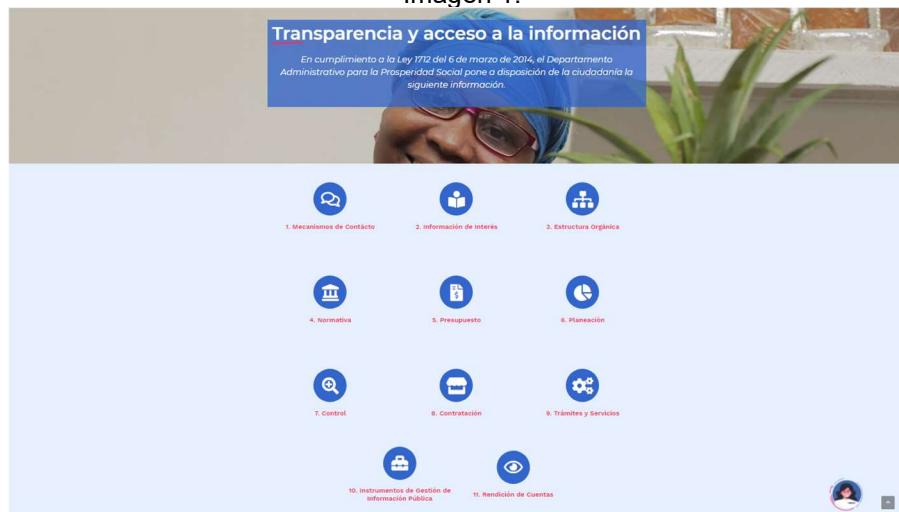 Imagen 1.
Transparencia y acceso a la información
En cumplimiento a la Ley 1712 del 6 de marzo de 2014, el Departamento
Administrativo para la Prosperidad Social pone a disposición de la ciudadanía la
siguiente información.
1. Mecanismos de Contácto
2. Información de Interés
3. Estructura Orgánica
4. Normativa
5. Presupuesto
6. Planeación
7. Control
8. Contratación
9. Trámites y Servicios
10. Instrumentos de Gestión de
Información Pública
11. Rendición de Cuentas